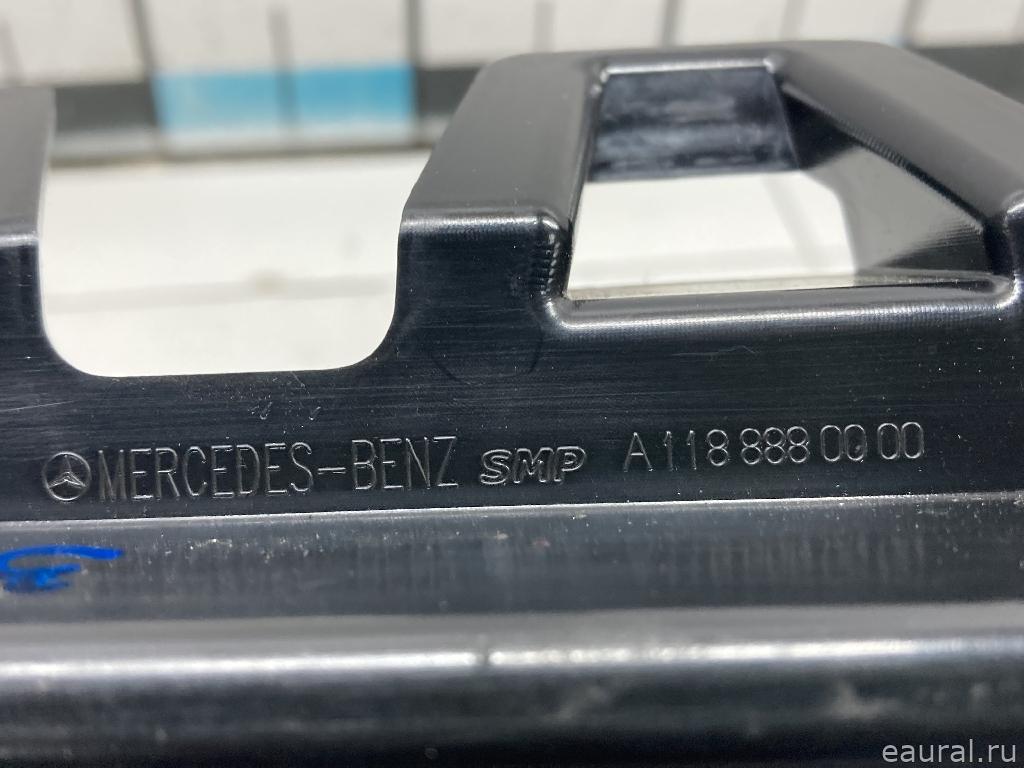 MERCEDES-BENZ SMP A 118 888 00 00
eaural.ru